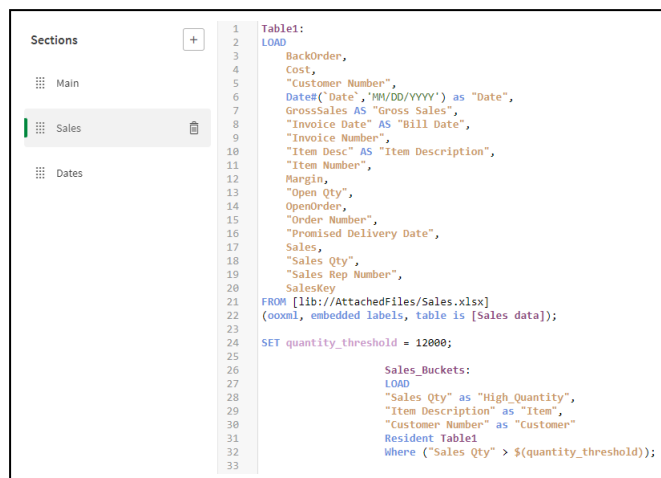 Sections
+
Main
Sales
Dates
1 Table1:
2 LOAD
3 BackOrder,
4 Cost,
5 "Customer Number",
6 Date#(`Date`,'MM/DD/YYYY') as "Date",
7 GrossSales AS "Gross Sales",
8 "Invoice Date" AS "Bill Date",
9 "Invoice Number",
10 "Item Desc" AS "Item Description",
11 "Item Number",
12 Margin,
13 "Open Qty",
14 OpenOrder,
15 "Order Number",
16 "Promised Delivery Date",
17 Sales,
18 "Sales Qty",
19 "Sales Rep Number",
20 SalesKey
21 FROM [lib://AttachedFiles/Sales.xlsx]
22 (ooxml, embedded labels, table is [Sales data]);
23
24 SET quantity_threshold = 12000;
25
26 Sales_Buckets:
27 LOAD
28 "Sales Qty" as "High_Quantity",
29 "Item Description" as "Item",
30 "Customer Number" as "Customer"
31 Resident Table1
32 Where ("Sales Qty" > $(quantity_threshold));
33